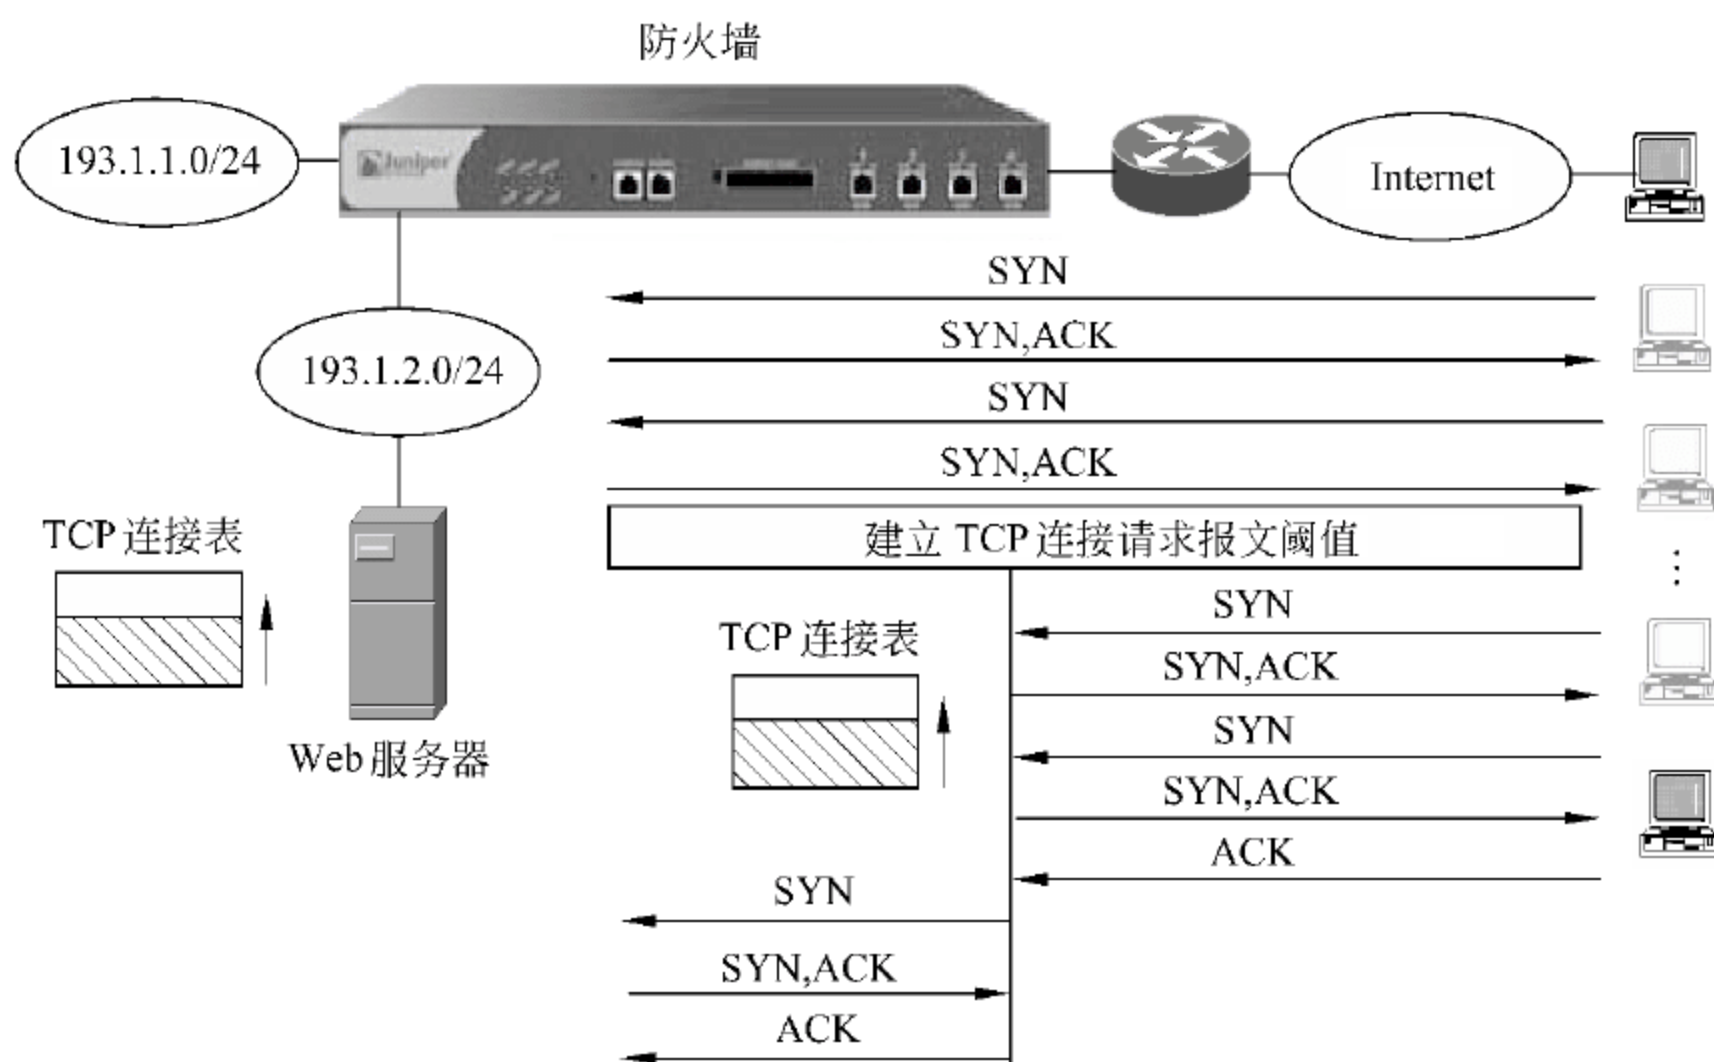 防火墙
193.1.1.0/24
Juniper
Internet
SYN
SYN,ACK
193.1.2.0/24
SYN
SYN,ACK
TCP 连接表
建立 TCP 连接请求报文阈值
SYN
TCP 连接表
SYN,ACK
Web 服务器
SYN
SYN,ACK
ACK
SYN
SYN,ACK
ACK